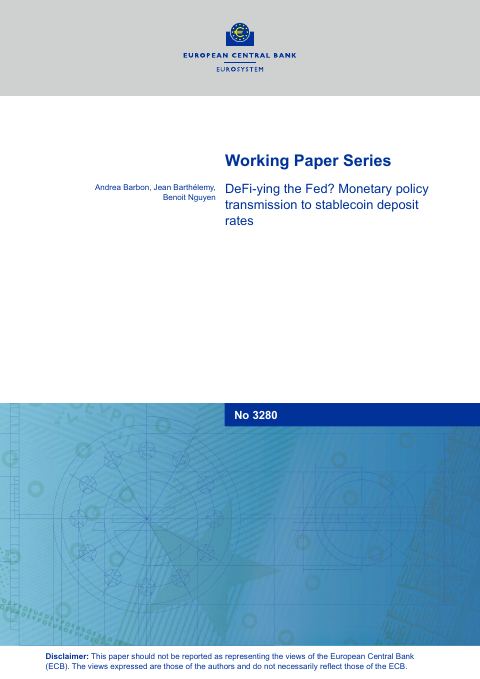 EUROPEAN CENTRAL BANK
EUROSYSTEM
Working Paper Series
Andrea Barbon, Jean Barthélemy,
Benoit Nguyen
DeFi-ying the Fed? Monetary policy
transmission to stablecoin deposit
rates
No 3280
Disclaimer: This paper should not be reported as representing the views of the European Central Bank
(ECB). The views expressed are those of the authors and do not necessarily reflect those of the ECB.